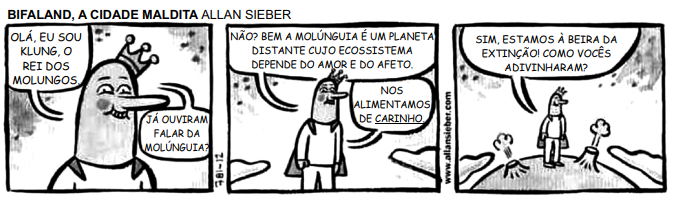 BIFALAND, A CIDADE MALDITA ALLAN SIEBER
OLÁ, EU SOU
KLUNG, O
REI DOS
MOLUNGOS.
JÁ OUVIRAM
FALAR DA
MOLÚNGUIA?
NÃO? BEM A MOLÚNGUIA É UM PLANETA
DISTANTE CUJO ECOSSISTEMA
DEPENDE DO AMOR E DO AFETO.
NOS
ALIMENTAMOS
DE CARINHO.
781-12
SIM, ESTAMOS À BEIRA DA
EXTINÇÃO! COMO VOCÊS
ADIVINHARAM?
www.allansieber.com